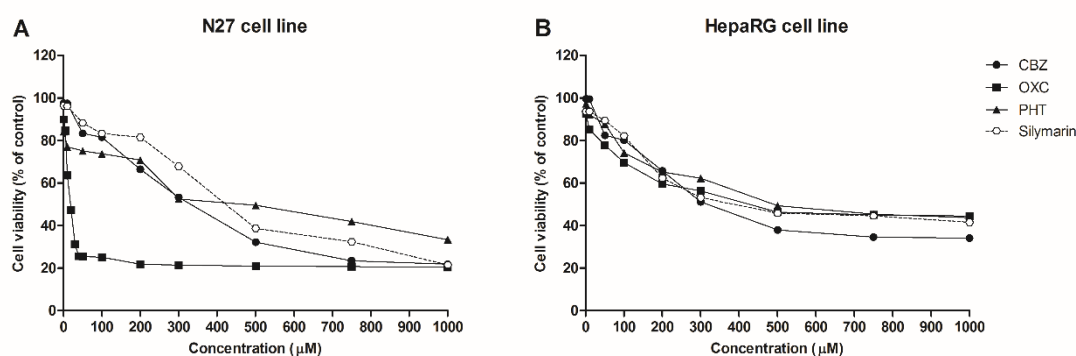 A
N27 cell line
Cell viability (% of control)
120
100
80
60
40
20
0
0 100 200 300 400 500 600 700 800 900 1000
Concentration (µM)
B
HepaRG cell line
Cell viability (% of control)
120
100
80
60
40
20
0
0 100 200 300 400 500 600 700 800 900 1000
Concentration (µM)
CBZ
OXC
PHT
Silymarin